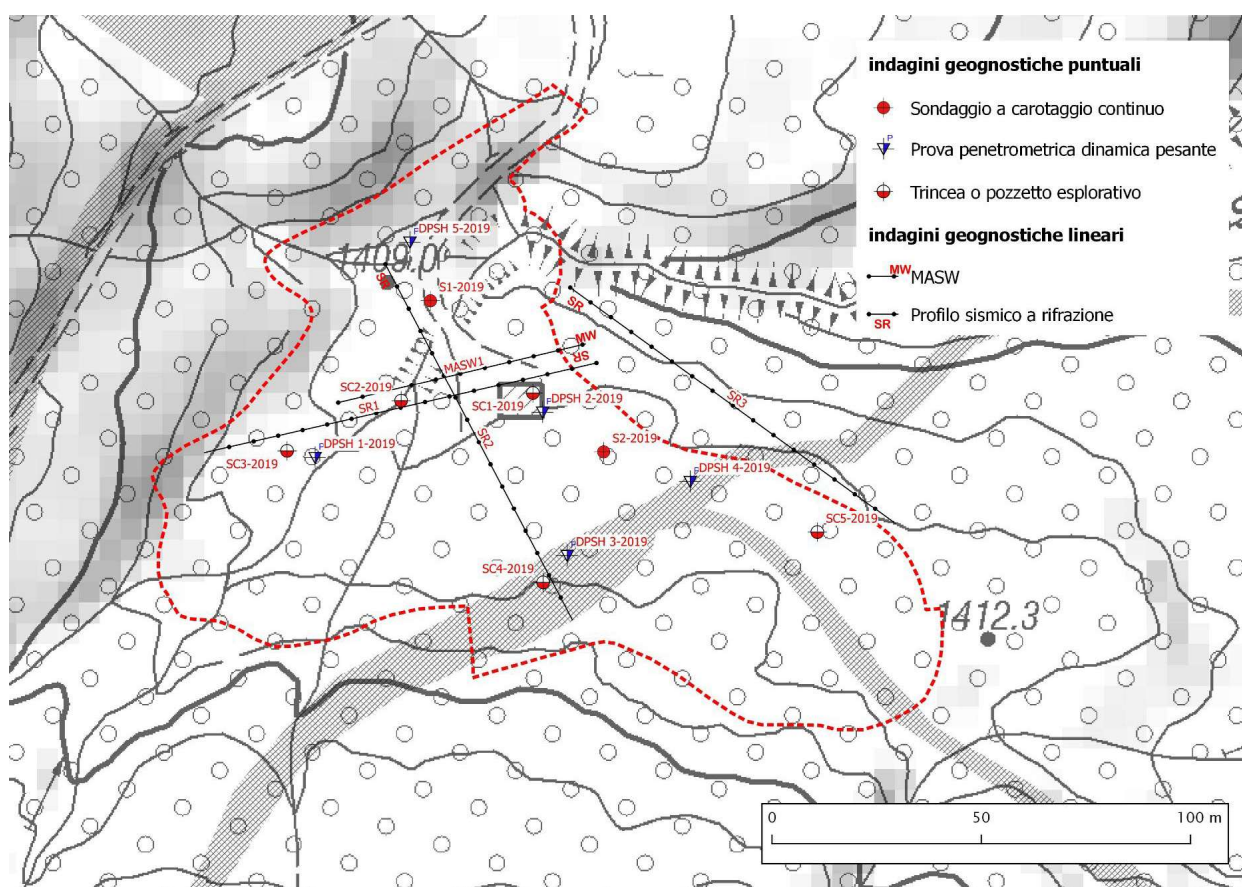 indagini geognostiche puntuali
Sondaggio a carotaggio continuo
P
Prova penetrometrica dinamica pesante
Trincea o pozzetto esplorativo
indagini geognostiche lineari
MW
MASW
SR
Profilo sismico a rifrazione
P
DPSH 5-2019
1409.0
SR
S1-2019
SR
MW
SR
MASW1
SC2-2019
SR1
SC1-2019
P
DPSH 2-2019
SR3
SR2
S2-2019
P
DPSH 1-2019
SC3-2019
P
DPSH 4-2019
SC5-2019
P
DPSH 3-2019
SC4-2019
1412.3
0
50
100 m